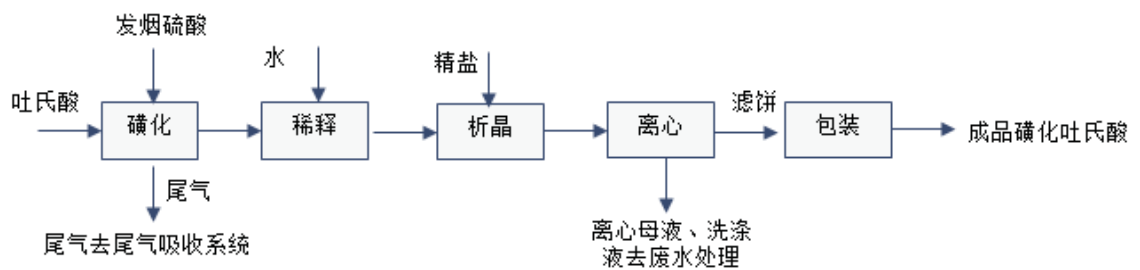 发烟硫酸
水
精盐
吐氏酸
磺化
稀释
析晶
离心
滤饼
包装
成品磺化吐氏酸
尾气
尾气去尾气吸收系统
离心母液、洗涤
液去废水处理